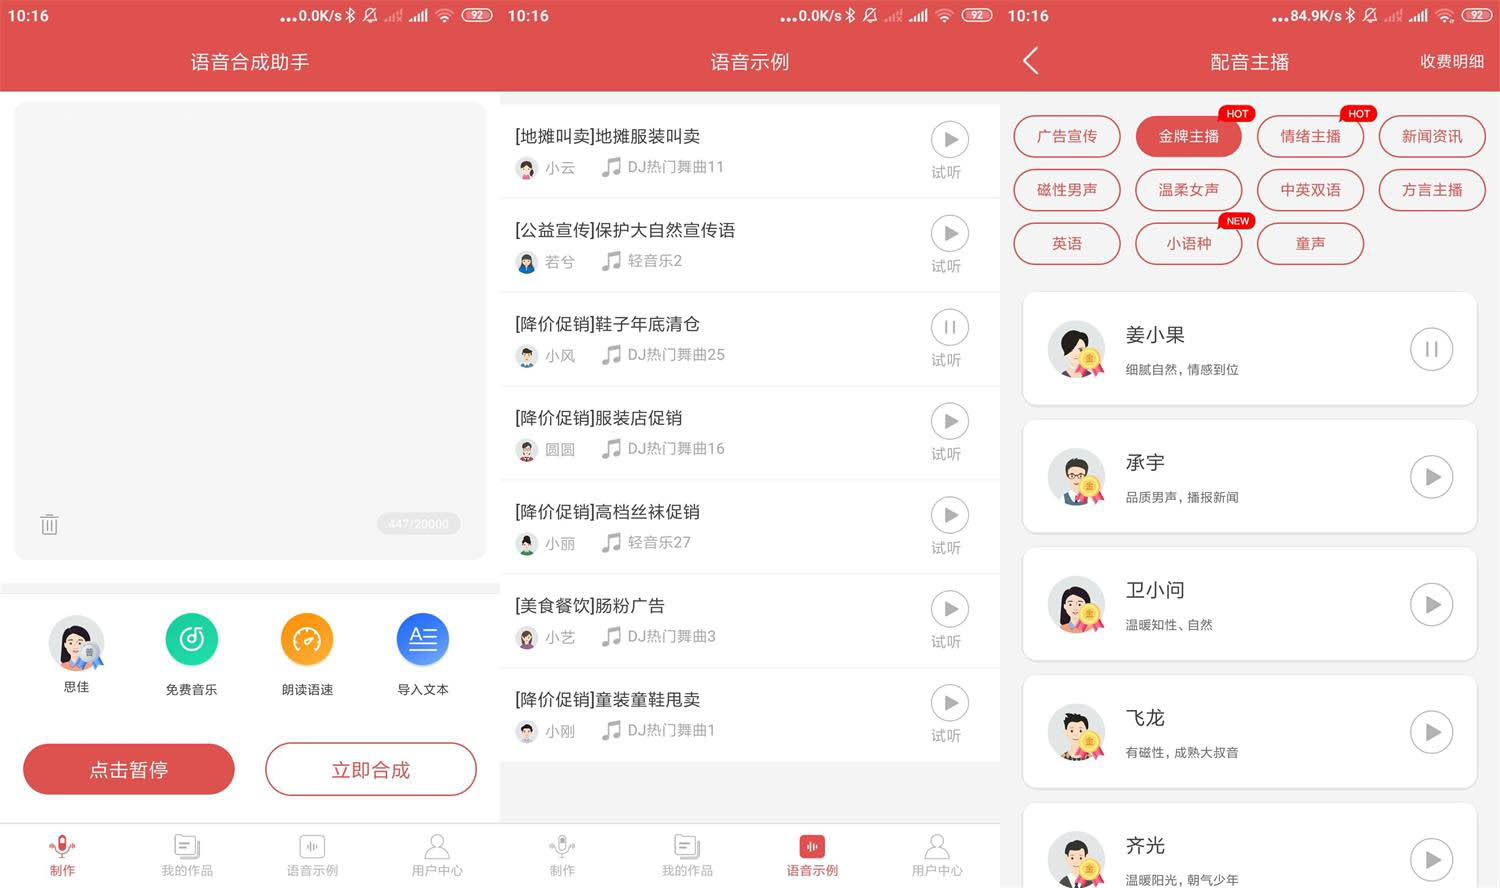 10:16
...0.0K/s
92
语音合成助手
447/20000
普
思佳
免费音乐
朗读语速
导入文本
点击暂停
立即合成
制作
我的作品
语音示例
用户中心
10:16
...0.0K/s
92
语音示例
[地摊叫卖]地摊服装叫卖
小云
DJ热门舞曲11
试听
[公益宣传]保护大自然宣传语
若兮
轻音乐2
试听
[降价促销]鞋子年底清仓
小风
DJ热门舞曲25
试听
[降价促销]服装店促销
圆圆
DJ热门舞曲16
试听
[降价促销]高档丝袜促销
小丽
轻音乐27
试听
[美食餐饮]肠粉广告
小艺
DJ热门舞曲3
试听
[降价促销]童装童鞋甩卖
小刚
DJ热门舞曲1
试听
制作
我的作品
语音示例
用户中心
10:16
...84.9K/s
92
配音主播
收费明细
广告宣传
金牌主播
HOT
情绪主播
HOT
新闻资讯
磁性男声
温柔女声
中英双语
方言主播
英语
小语种
NEW
童声
姜小果
金
细腻自然，情感到位
承宇
金
品质男声，播报新闻
卫小问
金
温暖知性、自然
飞龙
金
有磁性，成熟大叔音
齐光
金
温暖阳光，朝气少年